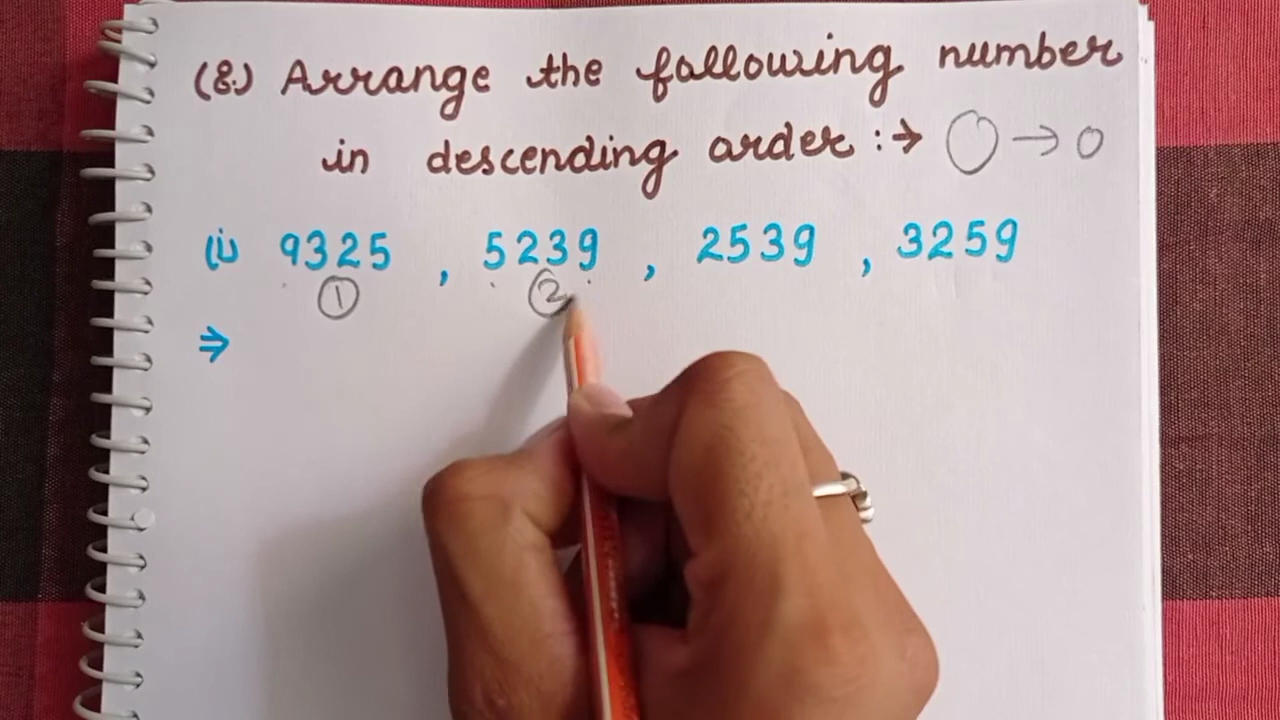 (8.) Arrange the following number
in descending order :→ O → o
(i) 9325 , 5239 , 2539 , 3259
① ②
⇒